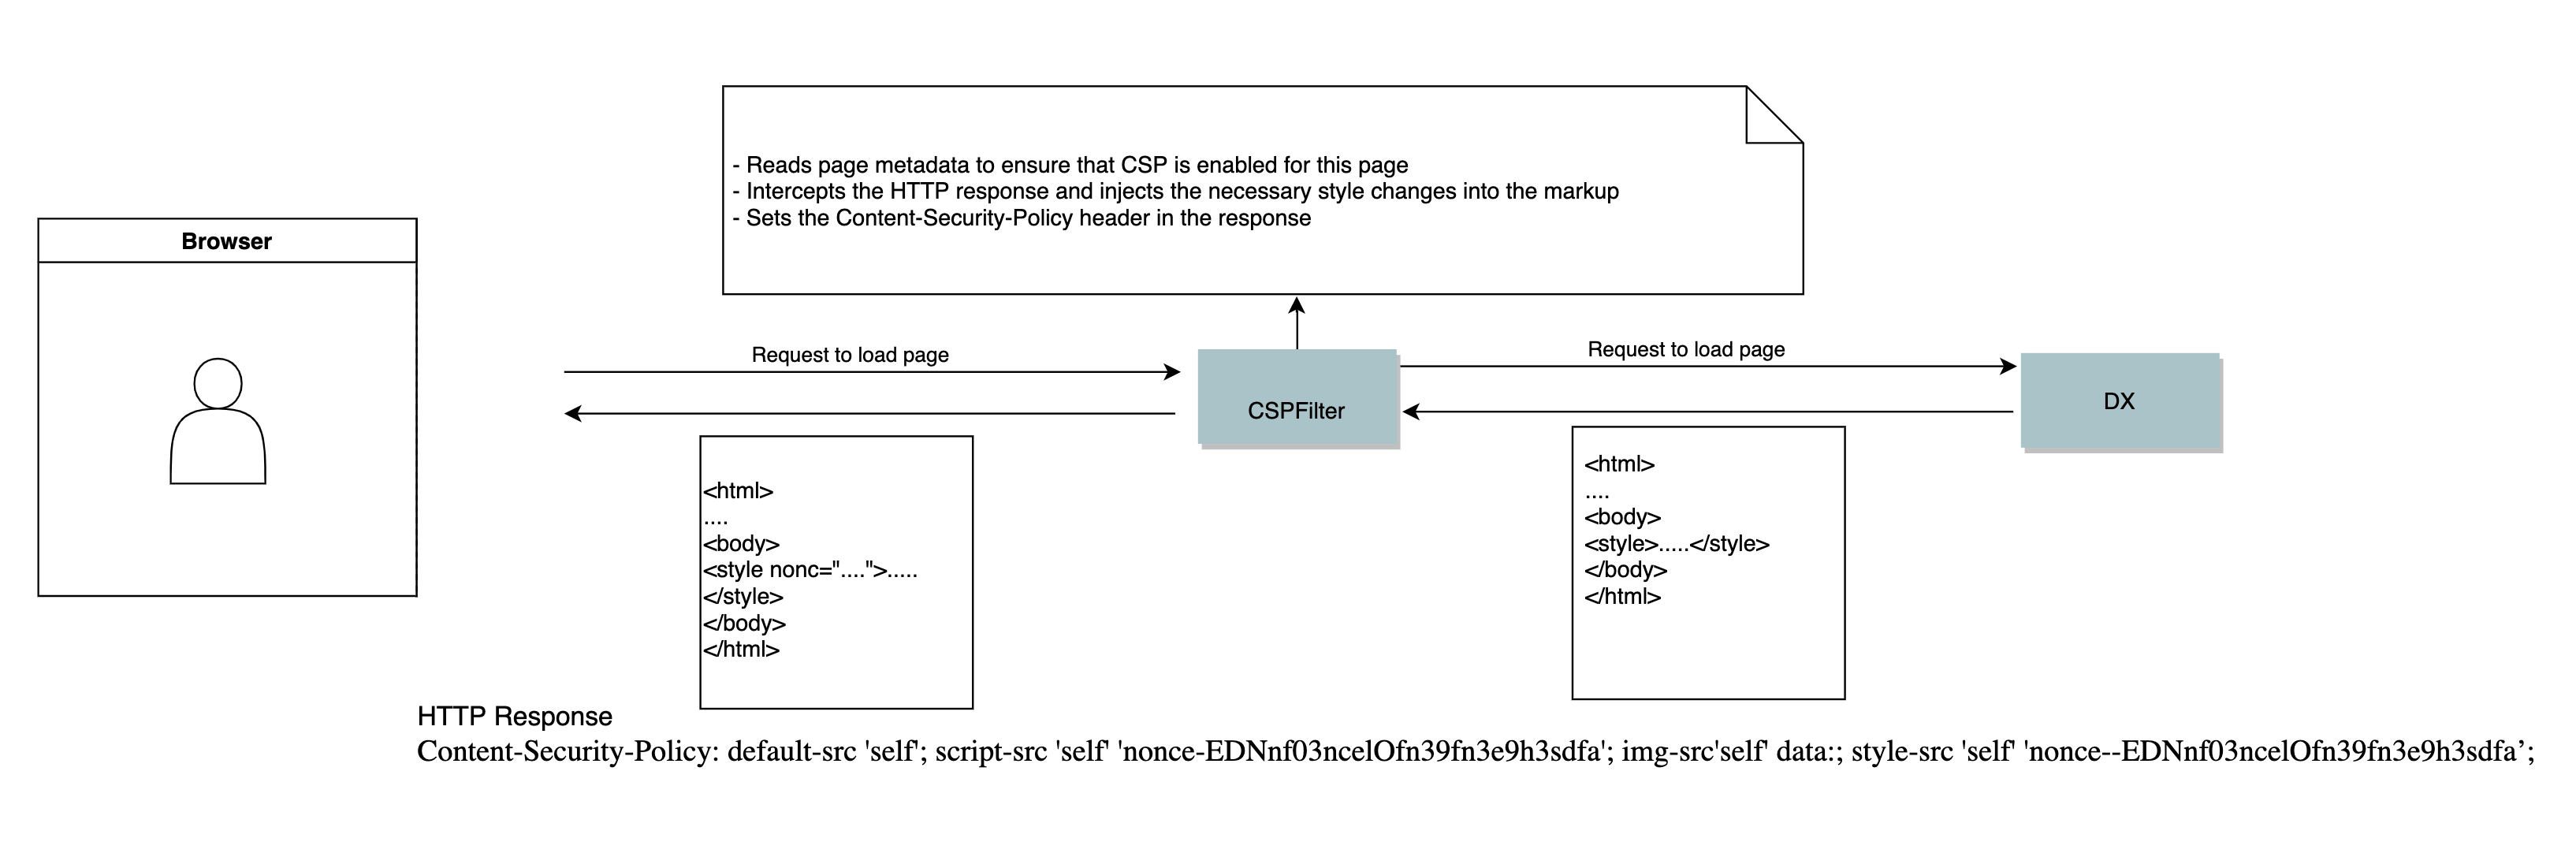 - Reads page metadata to ensure that CSP is enabled for this page
- Intercepts the HTTP response and injects the necessary style changes into the markup
- Sets the Content-Security-Policy header in the response
Browser
Request to load page
Request to load page
CSPFilter
DX
<html>
....
<body>
<style nonc="....">.....
</style>
</body>
</html>
<html>
....
<body>
<style>.....</style>
</body>
</html>
HTTP Response
Content-Security-Policy: default-src 'self'; script-src 'self' 'nonce-EDNnf03ncelOfn39fn3e9h3sdfa'; img-src'self' data:; style-src 'self' 'nonce--EDNnf03ncelOfn39fn3e9h3sdfa’;